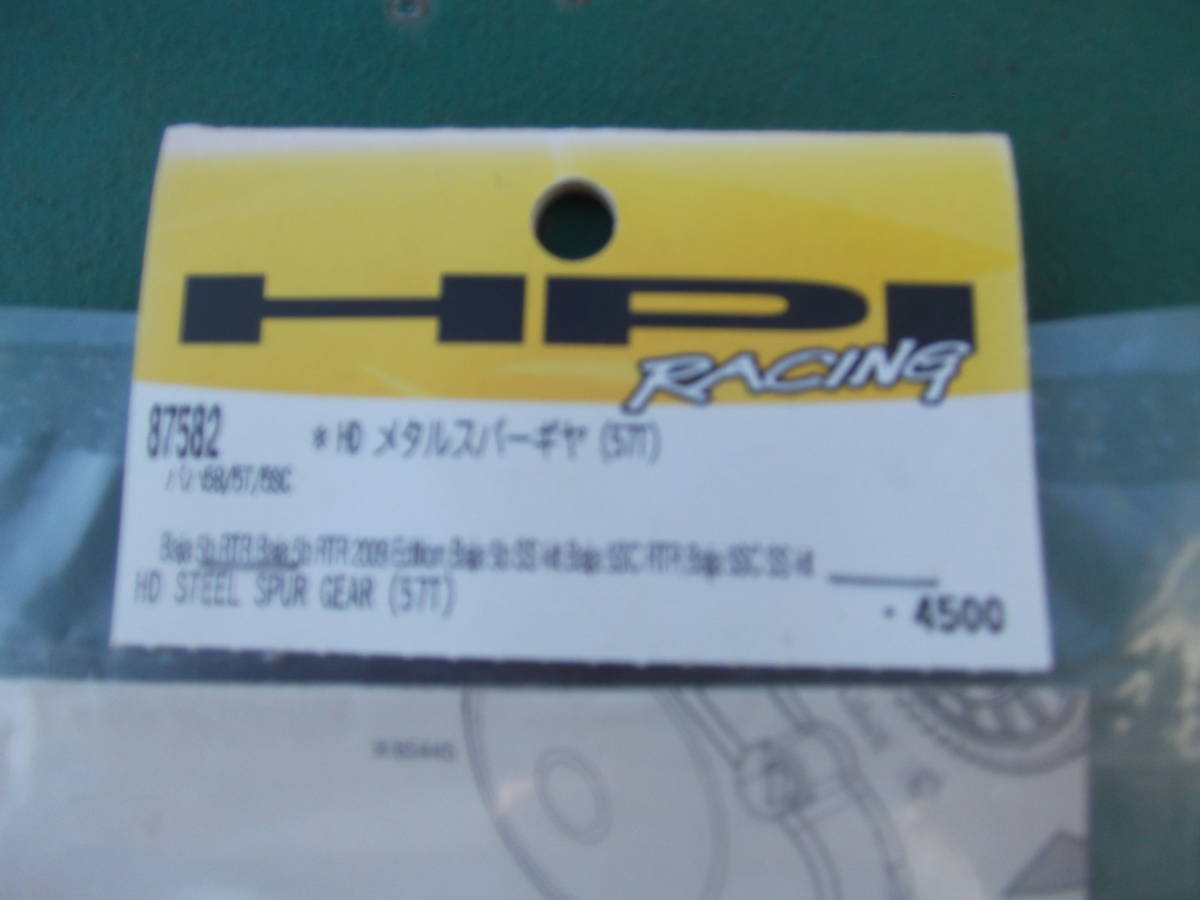 HPI
RACING
87582 * HD メタルスパーギヤ (57T)
バハ 5B/5T/5SC
Baja 5b RTR, Baja 5b RTR 2009 Edition, Baja 5b SS kit, Baja 5SC RTR, Baja 5SC SS kit
HD STEEL SPUR GEAR (57T)
4500